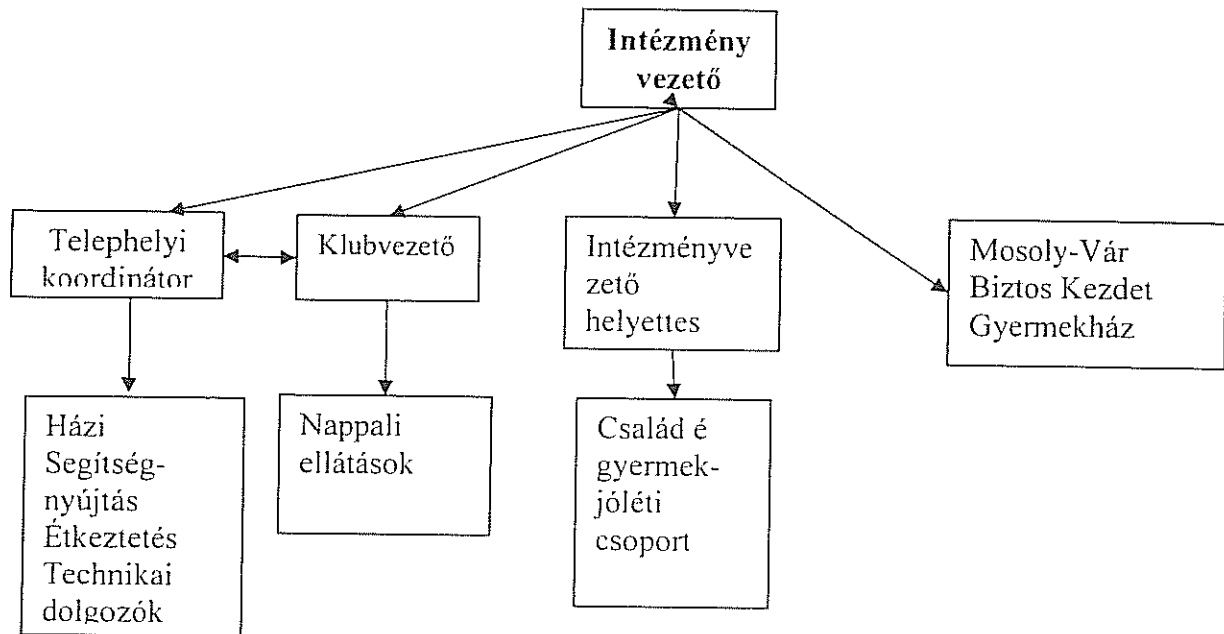 Intézmény
vezető
Telephelyi
koordinátor
Klubvezető
Intézményve
zető
helyettes
Mosoly-Vár
Biztos Kezdet
Gyermekház
Házi
Segítség-
nyújtás
Étkeztetés
Technikai
dolgozók
Nappali
ellátások
Család é
gyermek-
jóléti
csoport